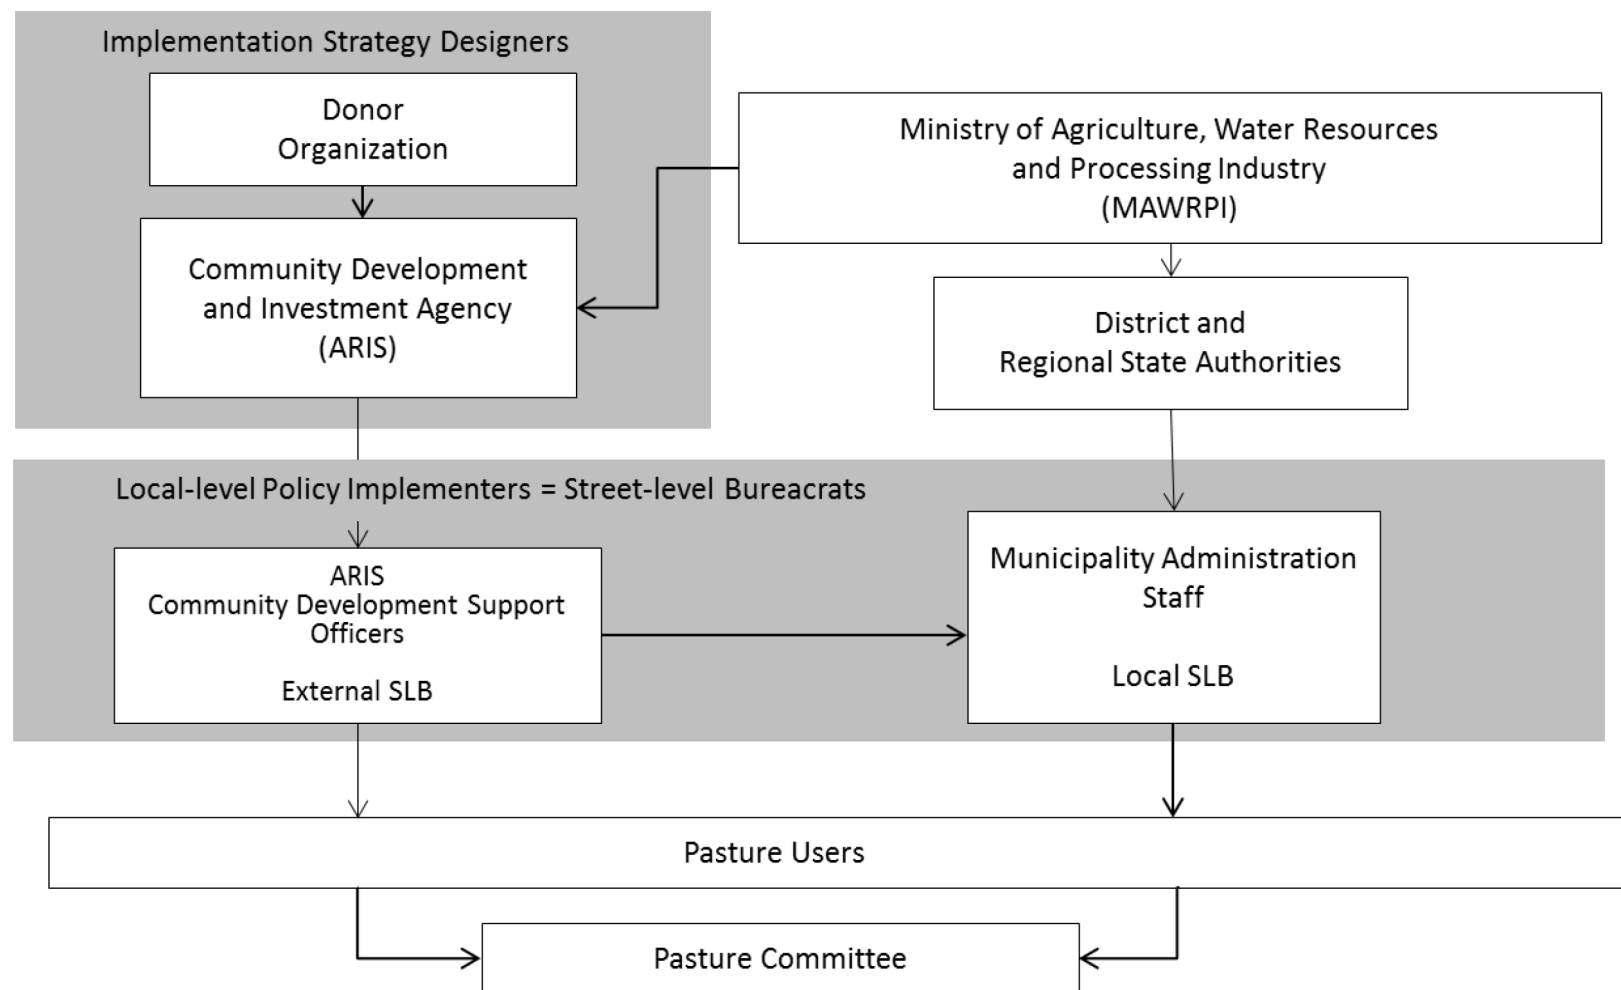 Implementation Strategy Designers
Donor
Organization
Ministry of Agriculture, Water Resources
and Processing Industry
(MAWRPI)
Community Development
and Investment Agency
(ARIS)
District and
Regional State Authorities
Local-level Policy Implementers = Street-level Bureacrats
ARIS
Community Development Support
Officers
External SLB
Municipality Administration
Staff
Local SLB
Pasture Users
Pasture Committee